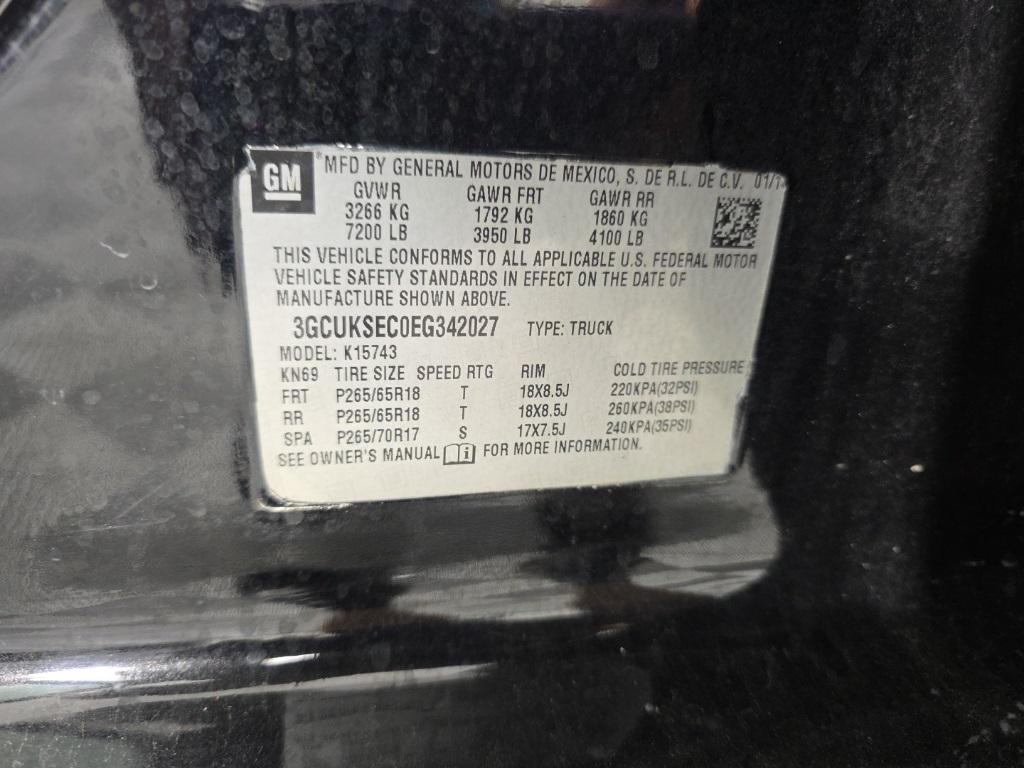 GM
MFD BY GENERAL MOTORS DE MEXICO, S. DE R.L. DE C.V. 01/1
GVWR GAWR FRT GAWR RR
3266 KG 1792 KG 1860 KG
7200 LB 3950 LB 4100 LB
THIS VEHICLE CONFORMS TO ALL APPLICABLE U.S. FEDERAL MOTOR
VEHICLE SAFETY STANDARDS IN EFFECT ON THE DATE OF
MANUFACTURE SHOWN ABOVE.
3GCUKSEC0EG342027 TYPE: TRUCK
MODEL: K15743
KN69 TIRE SIZE SPEED RTG RIM COLD TIRE PRESSURE
FRT P265/65R18 T 18X8.5J 220KPA(32PSI)
RR P265/65R18 T 18X8.5J 260KPA(38PSI)
SPA P265/70R17 S 17X7.5J 240KPA(35PSI)
SEE OWNER'S MANUAL FOR MORE INFORMATION.